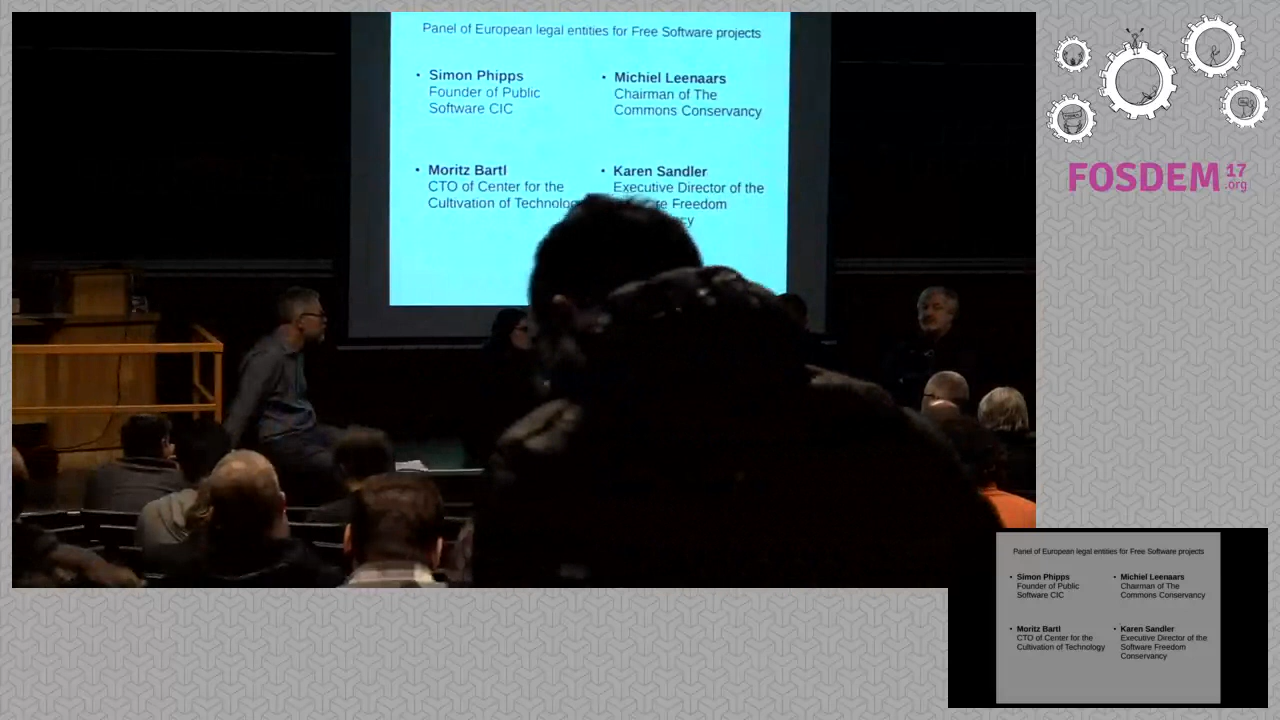 Panel of European legal entities for Free Software projects
• Simon Phipps
Founder of Public
Software CIC
• Michiel Leenaars
Chairman of The
Commons Conservancy
• Moritz Bartl
CTO of Center for the
Cultivation of Technolo
• Karen Sandler
Executive Director of the
re Freedom
cy
FOSDEM 17
.org
Panel of European legal entities for Free Software projects
• Simon Phipps
Founder of Public
Software CIC
• Michiel Leenaars
Chairman of The
Commons Conservancy
• Moritz Bartl
CTO of Center for the
Cultivation of Technology
• Karen Sandler
Executive Director of the
Software Freedom
Conservancy